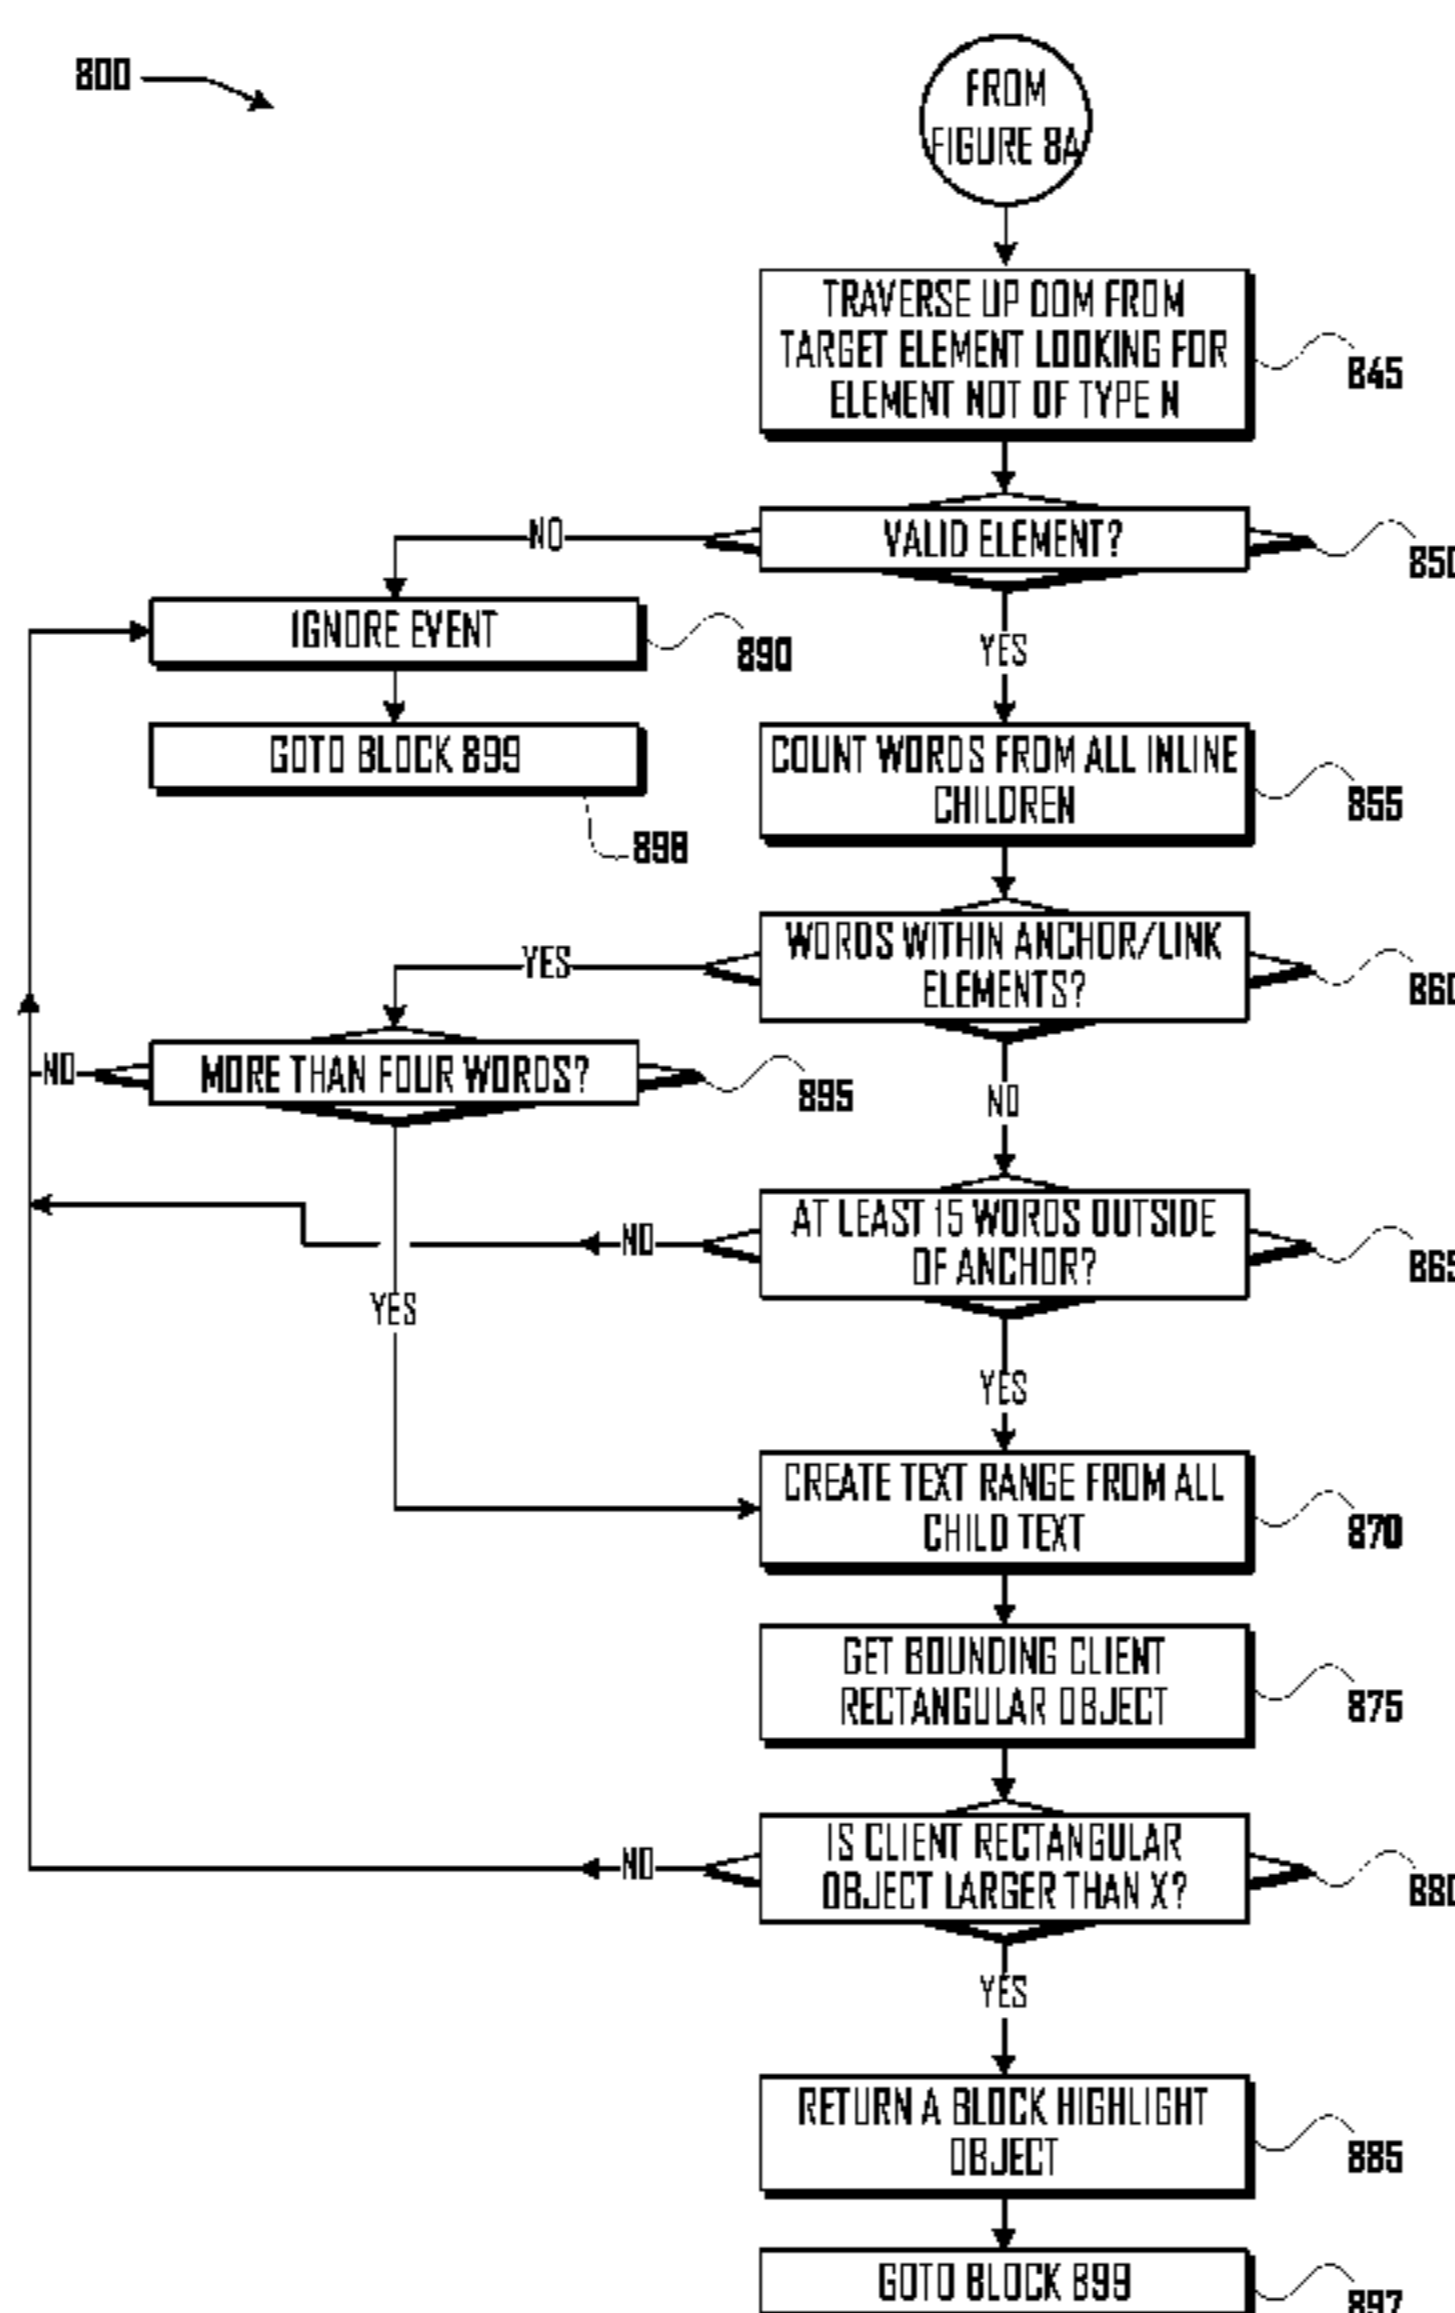 800
FROM
FIGURE 8A
TRAVERSE UP DOM FROM
TARGET ELEMENT LOOKING FOR
ELEMENT NOT OF TYPE N
845
NO
VALID ELEMENT?
850
IGNORE EVENT
890
YES
GOTO BLOCK 899
898
COUNT WORDS FROM ALL INLINE
CHILDREN
855
YES
WORDS WITHIN ANCHOR/LINK
ELEMENTS?
860
NO
MORE THAN FOUR WORDS?
895
NO
AT LEAST 15 WORDS OUTSIDE
OF ANCHOR?
865
NO
YES
YES
CREATE TEXT RANGE FROM ALL
CHILD TEXT
870
GET BOUNDING CLIENT
RECTANGULAR OBJECT
875
NO
IS CLIENT RECTANGULAR
OBJECT LARGER THAN X?
880
YES
RETURN A BLOCK HIGHLIGHT
OBJECT
885
GOTO BLOCK 899
897